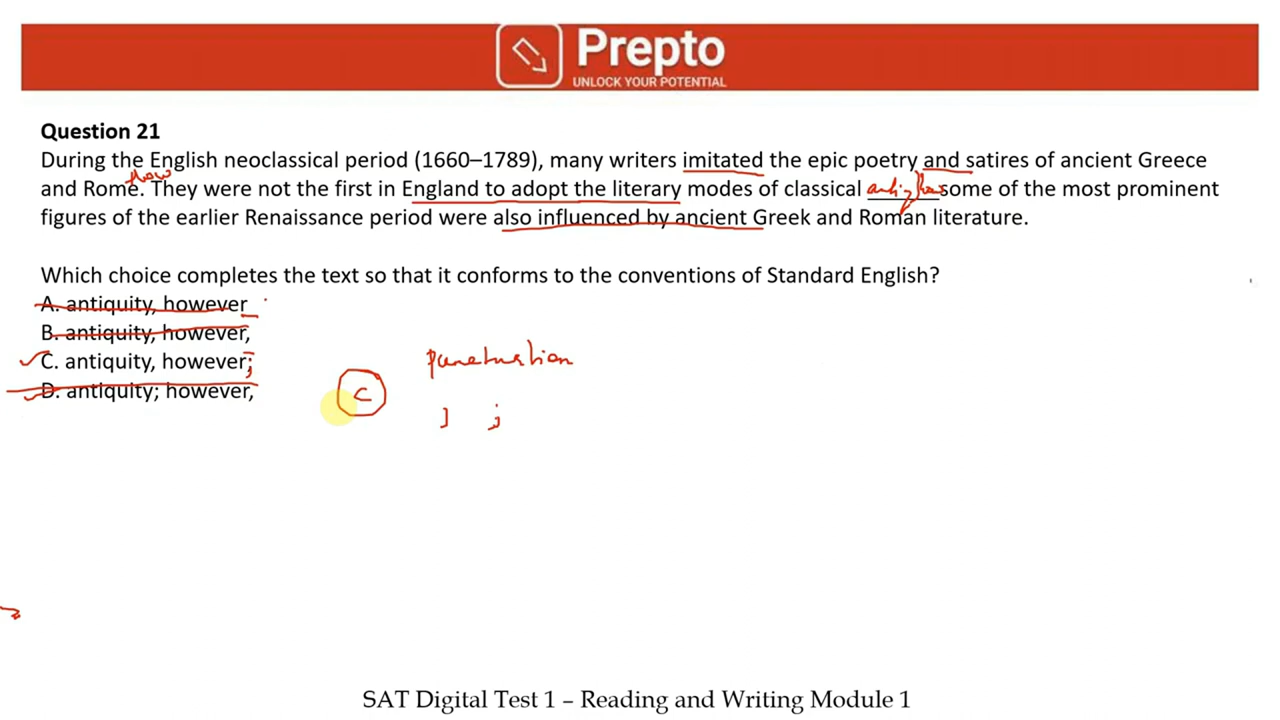 Prepto
UNLOCK YOUR POTENTIAL
Question 21
During the English neoclassical period (1660–1789), many writers imitated the epic poetry and satires of ancient Greece
how
and Rome. They were not the first in England to adopt the literary modes of classical some of the most prominent
figures of the earlier Renaissance period were also influenced by ancient Greek and Roman literature.
Which choice completes the text so that it conforms to the conventions of Standard English?
A. antiquity, however
B. antiquity, however,
C. antiquity, however;
D. antiquity; however,
punctuation
C
;
SAT Digital Test 1 – Reading and Writing Module 1